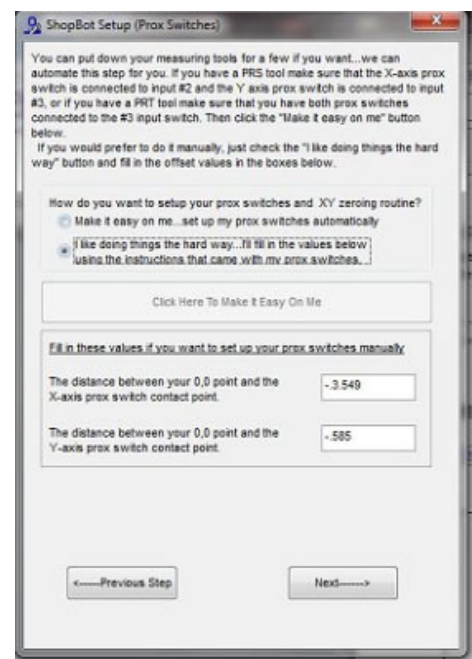 ShopBot Setup (Prox Switches)
You can put down your measuring tools for a few if you want...we can
automate this step for you. If you have a PRS tool make sure that the X-axis prox
switch is connected to input #2 and the Y axis prox switch is connected to input
#3, or if you have a PRT tool make sure that you have both prox switches
connected to the #3 input switch. Then click the "Make it easy on me" button
below.
If you would prefer to do it manually, just check the "I like doing things the hard
way" button and fill in the offset values in the boxes below.
How do you want to setup your prox switches and XY zeroing routine?
Make it easy on me...set up my prox switches automatically
I like doing things the hard way...I'll fill in the values below
using the instructions that came with my prox switches...
Click Here To Make It Easy On Me
Fill in these values if you want to set up your prox switches manually
The distance between your 0,0 point and the
X-axis prox switch contact point.
-.3.549
The distance between your 0,0 point and the
Y-axis prox switch contact point.
-.585
<-----Previous Step
Next------>